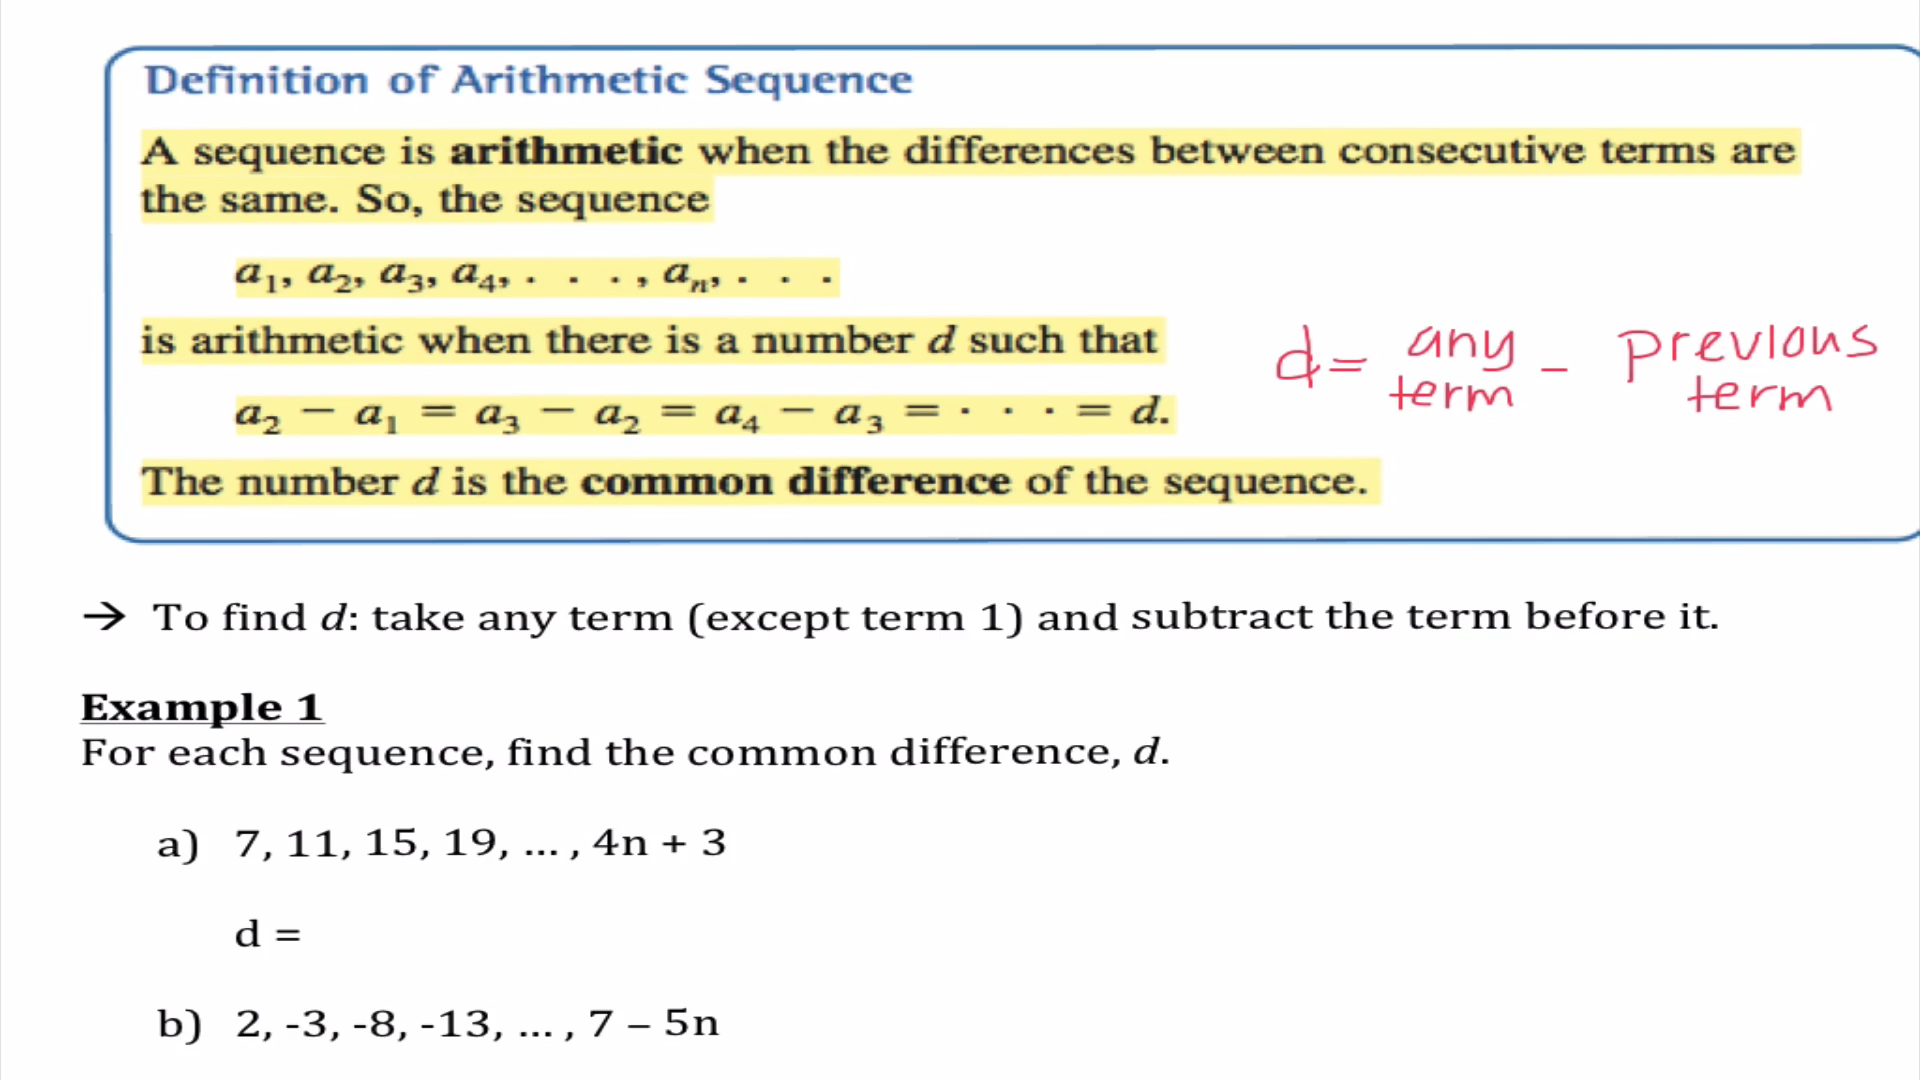 Definition of Arithmetic Sequence
A sequence is arithmetic when the differences between consecutive terms are
the same. So, the sequence
a₁, a₂, a₃, a₄, . . . , aₙ, . . .
is arithmetic when there is a number d such that
a₂ − a₁ = a₃ − a₂ = a₄ − a₃ = · · · = d.
d = any term − previous term
The number d is the common difference of the sequence.
→ To find d: take any term (except term 1) and subtract the term before it.
Example 1
For each sequence, find the common difference, d.
a) 7, 11, 15, 19, ... , 4n + 3
d =
b) 2, -3, -8, -13, ... , 7 – 5n